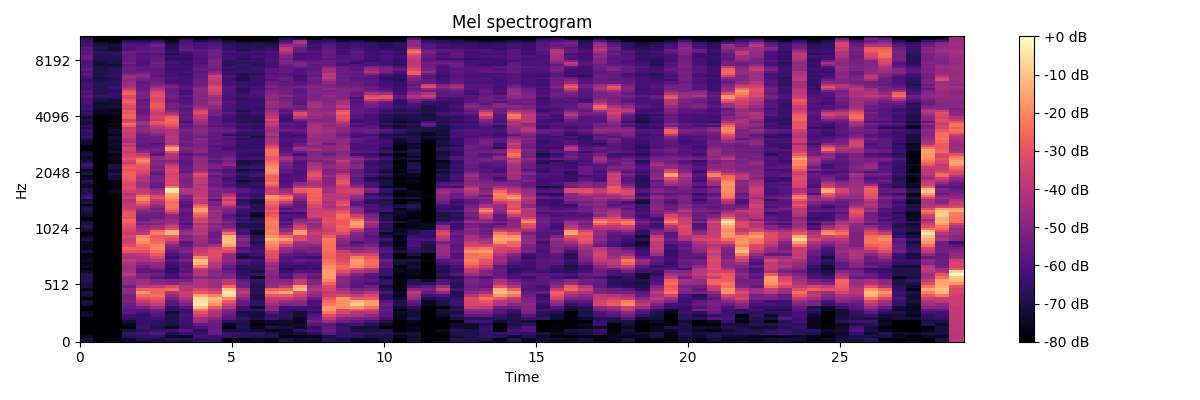 Mel spectrogram
Hz
8192
4096
2048
1024
512
0
0 5 10 15 20 25
Time
+0 dB
-10 dB
-20 dB
-30 dB
-40 dB
-50 dB
-60 dB
-70 dB
-80 dB